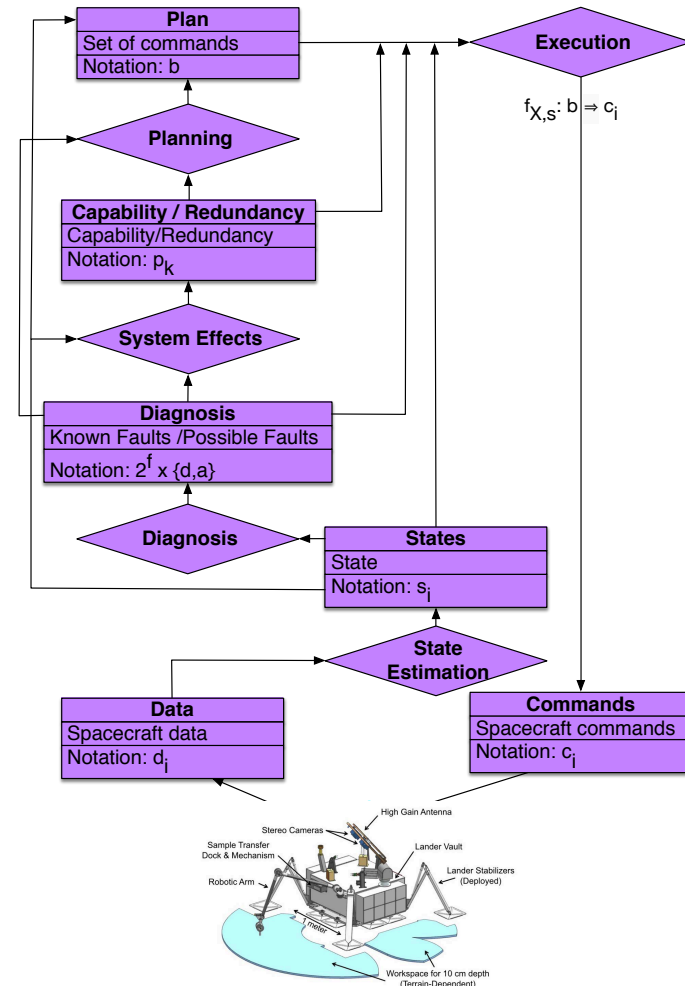 Plan
Set of commands
Notation: b
Execution
f_X,s: b ⇒ c_i
Planning
Capability / Redundancy
Capability/Redundancy
Notation: p_k
System Effects
Diagnosis
Known Faults /Possible Faults
Notation: 2^f x {d,a}
Diagnosis
States
State
Notation: s_i
State
Estimation
Data
Spacecraft data
Notation: d_i
Commands
Spacecraft commands
Notation: c_i
High Gain Antenna
Stereo Cameras
Sample Transfer
Dock & Mechanism
Lander Vault
Robotic Arm
Lander Stabilizers
(Deployed)
1 meter
Workspace for 10 cm depth
(Terrain-Dependent)